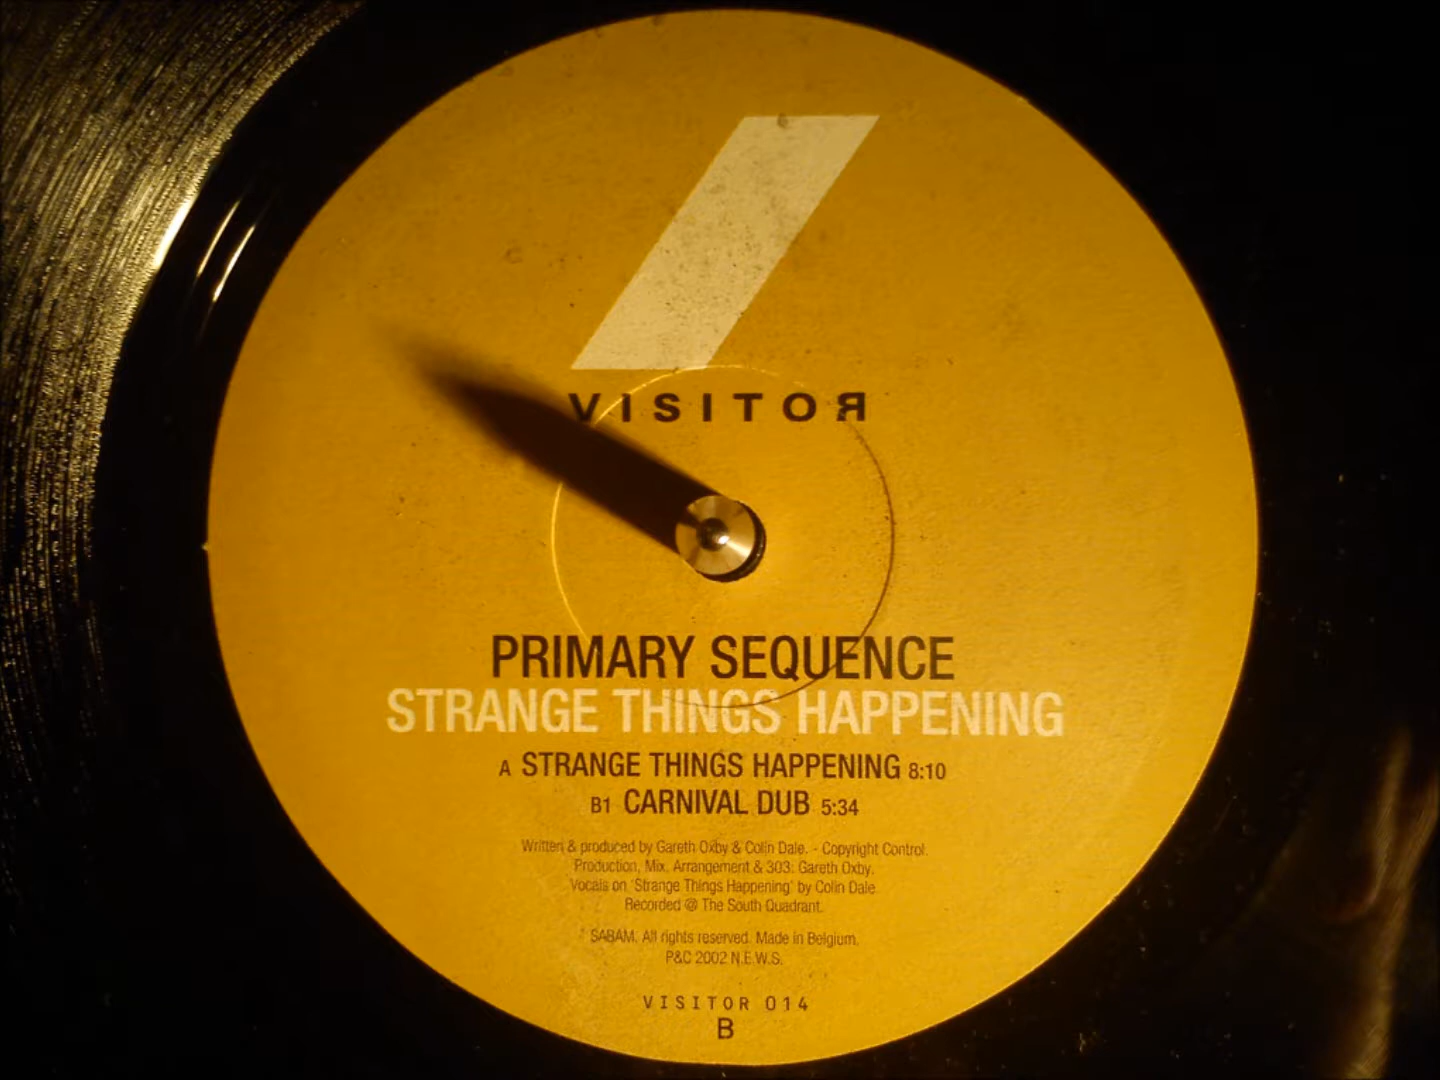 VISITOЯ
PRIMARY SEQUENCE
STRANGE THINGS HAPPENING
A STRANGE THINGS HAPPENING 8:10
B1 CARNIVAL DUB 5:34
Written & produced by Gareth Oxby & Colin Dale. - Copyright Control.
Production, Mix, Arrangement & 303: Gareth Oxby.
Vocals on 'Strange Things Happening' by Colin Dale.
Recorded @ The South Quadrant.
SABAM. All rights reserved. Made in Belgium.
P&C 2002 N.E.W.S.
VISITOR 014
B